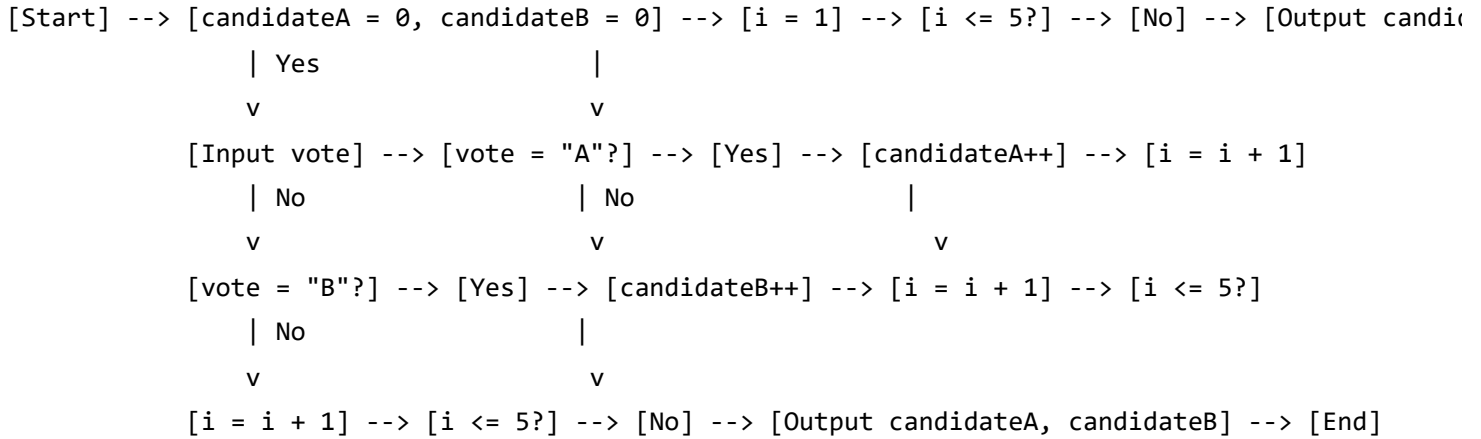 [Start] --> [candidateA = 0, candidateB = 0] --> [i = 1] --> [i <= 5?] --> [No] --> [Output
| Yes |
v v
[Input vote] --> [vote = "A"?] --> [Yes] --> [candidateA++] --> [i = i + 1]
| No | No |
v v v
[vote = "B"?] --> [Yes] --> [candidateB++] --> [i = i + 1] --> [i <= 5?]
| No |
v v
[i = i + 1] --> [i <= 5?] --> [No] --> [Output candidateA, candidateB] --> [End]